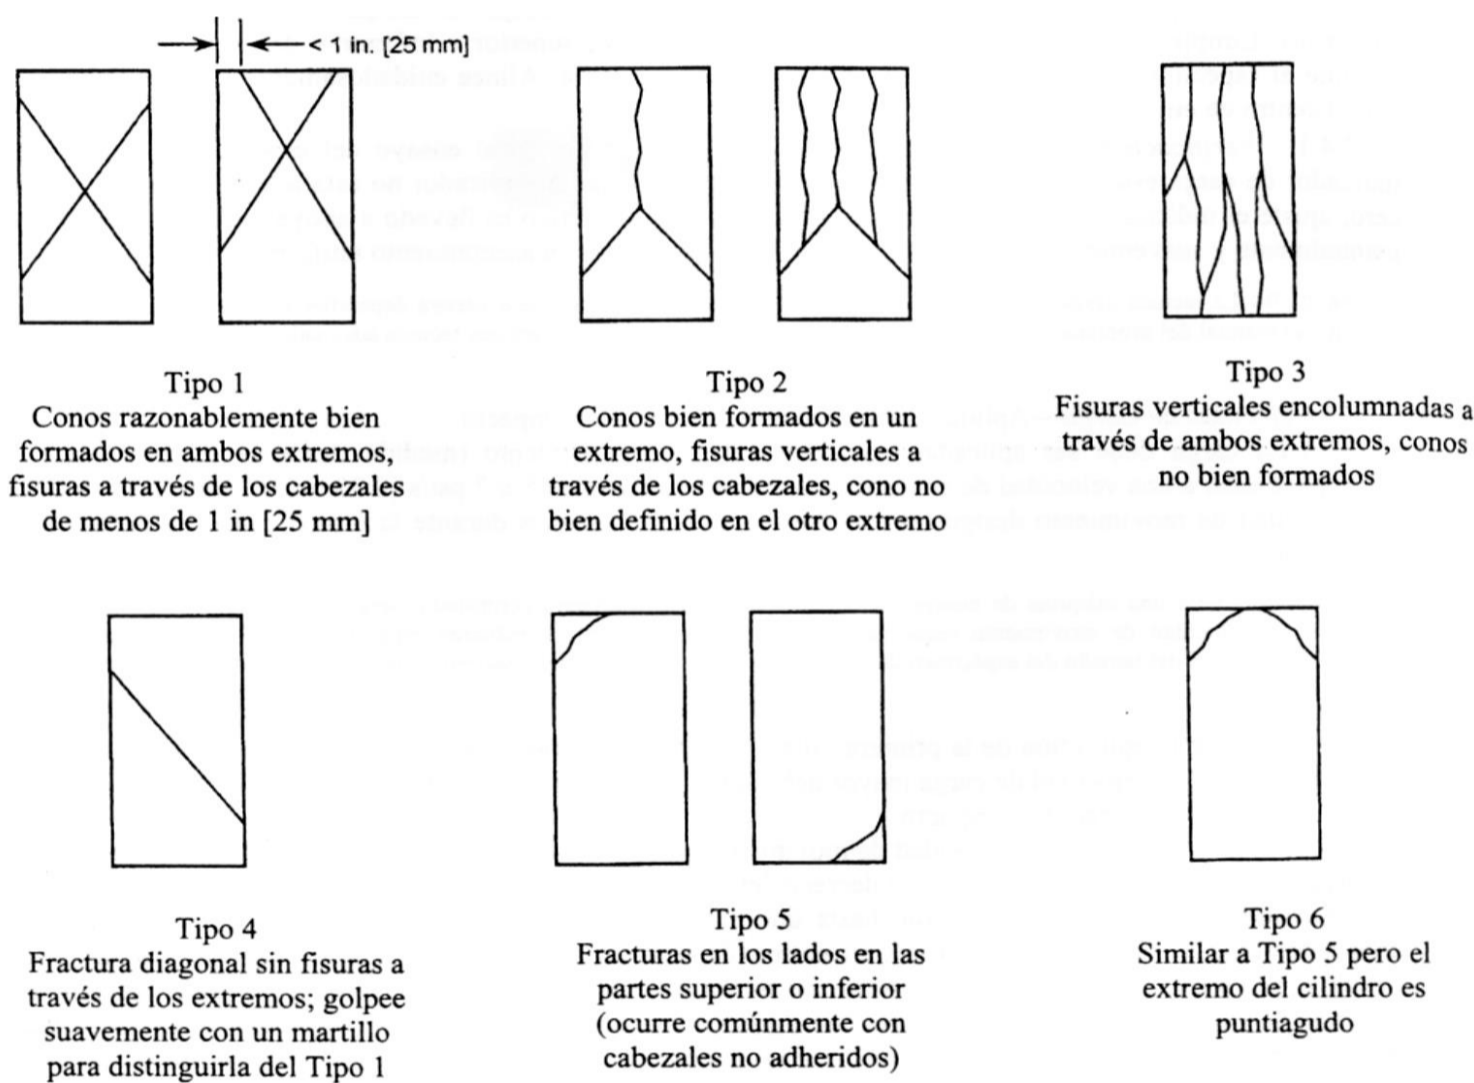 < 1 in. [25 mm]
Tipo 1
Conos razonablemente bien
formados en ambos extremos,
fisuras a través de los cabezales
de menos de 1 in [25 mm]
Tipo 2
Conos bien formados en un
extremo, fisuras verticales a
través de los cabezales, cono no
bien definido en el otro extremo
Tipo 3
Fisuras verticales encolumnadas a
través de ambos extremos, conos
no bien formados
Tipo 4
Fractura diagonal sin fisuras a
través de los extremos; golpee
suavemente con un martillo
para distinguirla del Tipo 1
Tipo 5
Fracturas en los lados en las
partes superior o inferior
(ocurre comúnmente con
cabezales no adheridos)
Tipo 6
Similar a Tipo 5 pero el
extremo del cilindro es
puntiagudo